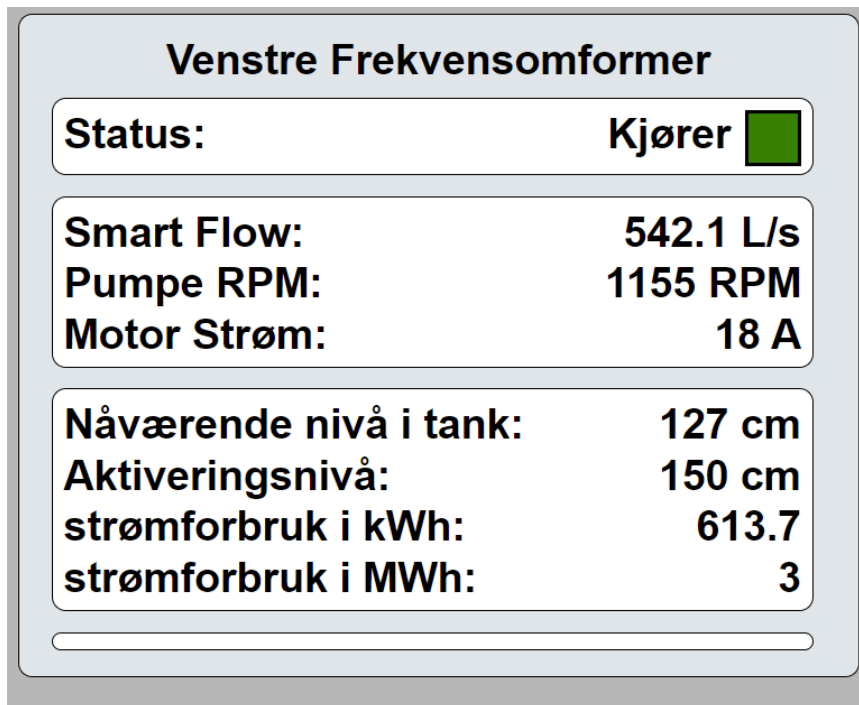 Venstre Frekvensomformer
Status: Kjører
Smart Flow: 542.1 L/s
Pumpe RPM: 1155 RPM
Motor Strøm: 18 A
Nåværende nivå i tank: 127 cm
Aktiveringsnivå: 150 cm
strømforbruk i kWh: 613.7
strømforbruk i MWh: 3